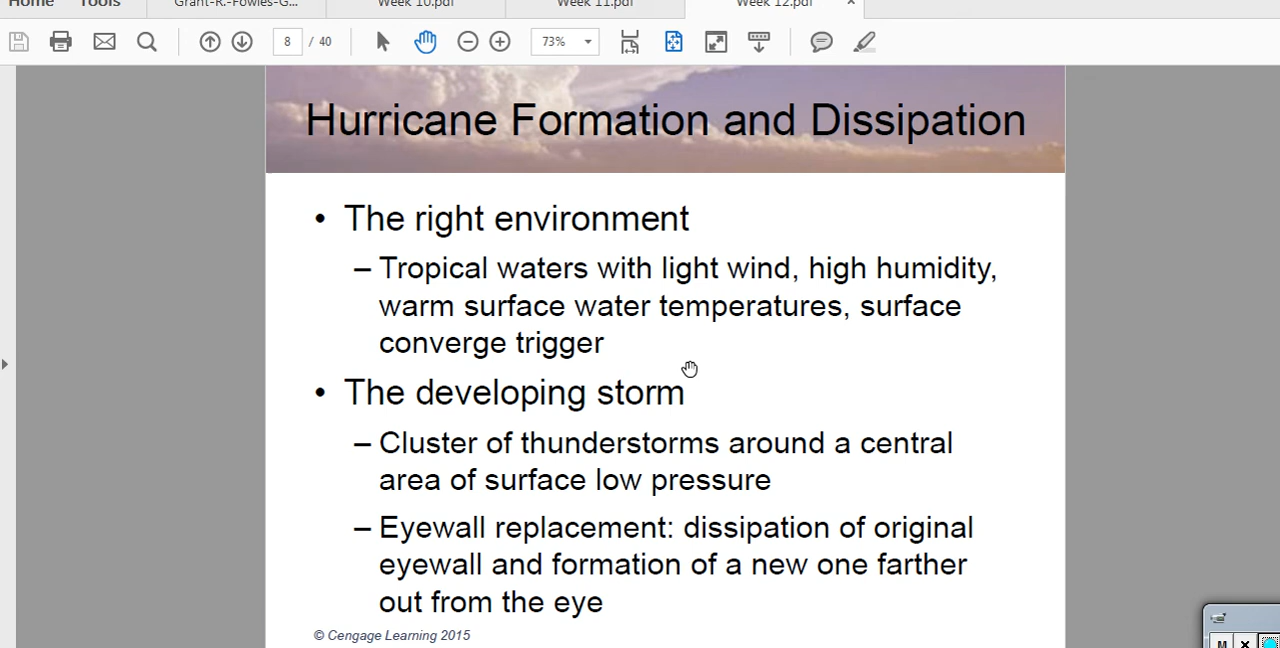 Home Tools Grant-R.-Fowles-G... Week 10.pdf Week 11.pdf Week 12.pdf ×
8 / 40 73%
Hurricane Formation and Dissipation
• The right environment
– Tropical waters with light wind, high humidity,
warm surface water temperatures, surface
converge trigger
• The developing storm
– Cluster of thunderstorms around a central
area of surface low pressure
– Eyewall replacement: dissipation of original
eyewall and formation of a new one farther
out from the eye
© Cengage Learning 2015
M